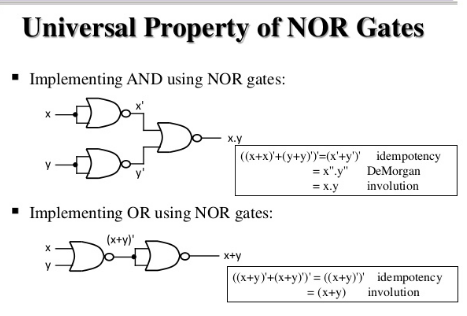 Universal Property of NOR Gates
Implementing AND using NOR gates:
x
x'
x.y
y
y'
((x+x)'+(y+y)')'=(x'+y')' idempotency
= x''.y'' DeMorgan
= x.y involution
Implementing OR using NOR gates:
(x+y)'
x
y
x+y
((x+y)'+(x+y)')' = ((x+y)')' idempotency
= (x+y) involution